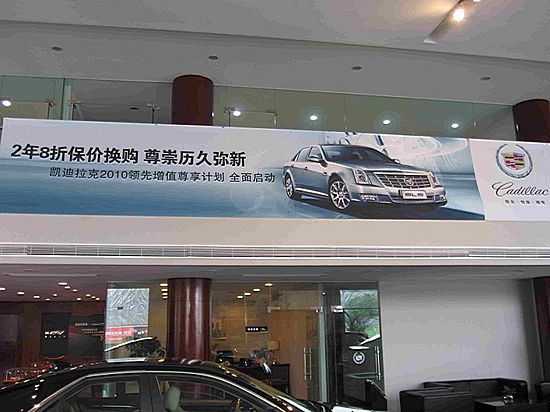 2年8折保价换购 尊崇历久弥新
凯迪拉克2010领先增值尊享计划 全面启动
SLS
Cadillac